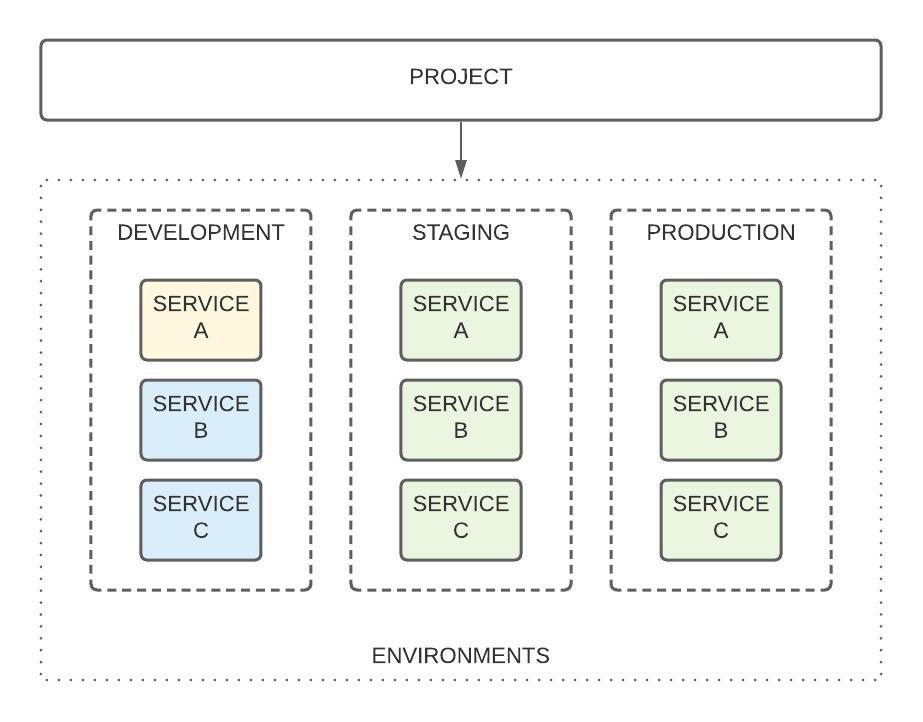 PROJECT
DEVELOPMENT
SERVICE
A
SERVICE
B
SERVICE
C
STAGING
SERVICE
A
SERVICE
B
SERVICE
C
PRODUCTION
SERVICE
A
SERVICE
B
SERVICE
C
ENVIRONMENTS